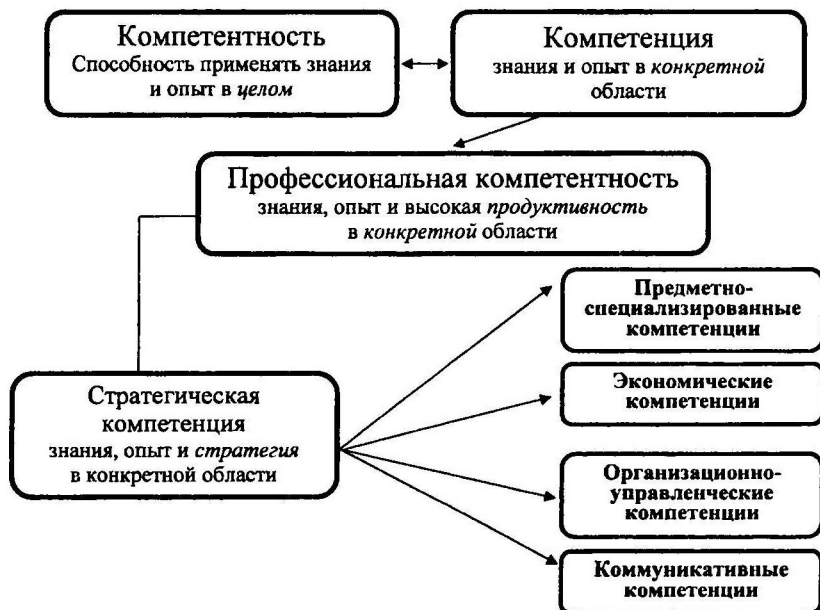 Компетентность
Способность применять знания
и опыт в целом
Компетенция
знания и опыт в конкретной
области
Профессиональная компетентность
знания, опыт и высокая продуктивность
в конкретной области
Предметно-
специализированные
компетенции
Экономические
компетенции
Стратегическая
компетенция
знания, опыт и стратегия
в конкретной области
Организационно-
управленческие
компетенции
Коммуникативные
компетенции